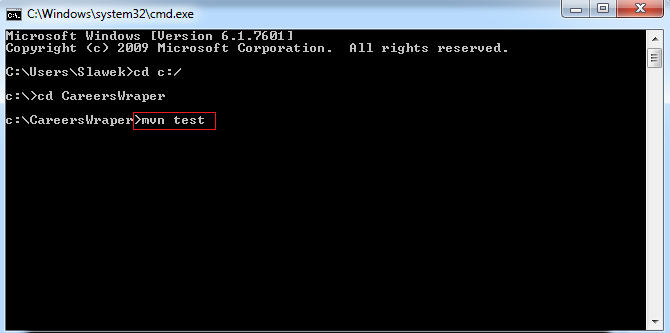 C:\Windows\system32\cmd.exe
Microsoft Windows [Version 6.1.7601]
Copyright (c) 2009 Microsoft Corporation.  All rights reserved.
C:\Users\Slawek>cd c:/
c:\>cd CareersWraper
c:\CareersWraper>mvn test